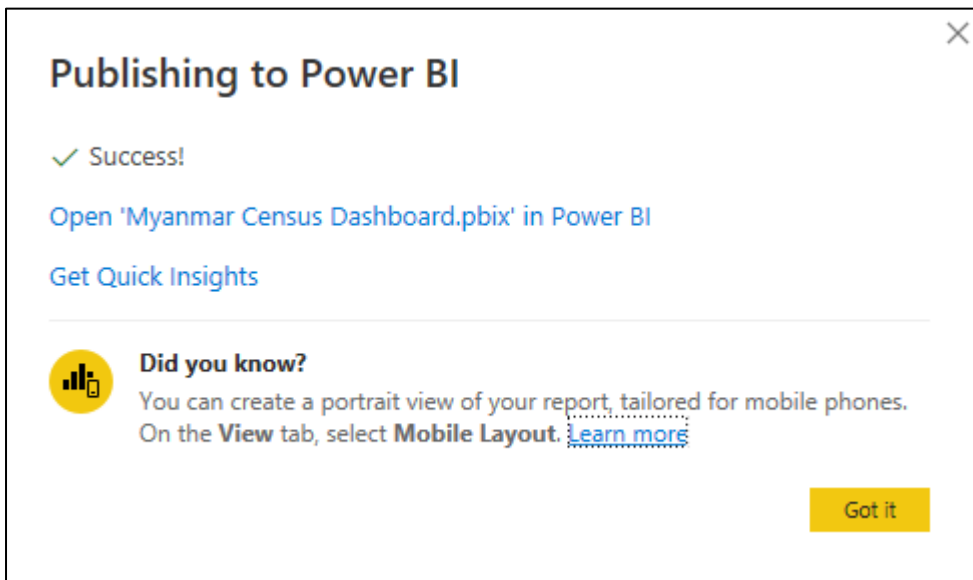 Publishing to Power BI
Success!
Open 'Myanmar Census Dashboard.pbix' in Power BI
Get Quick Insights
Did you know?
You can create a portrait view of your report, tailored for mobile phones.
On the View tab, select Mobile Layout. Learn more
Got it